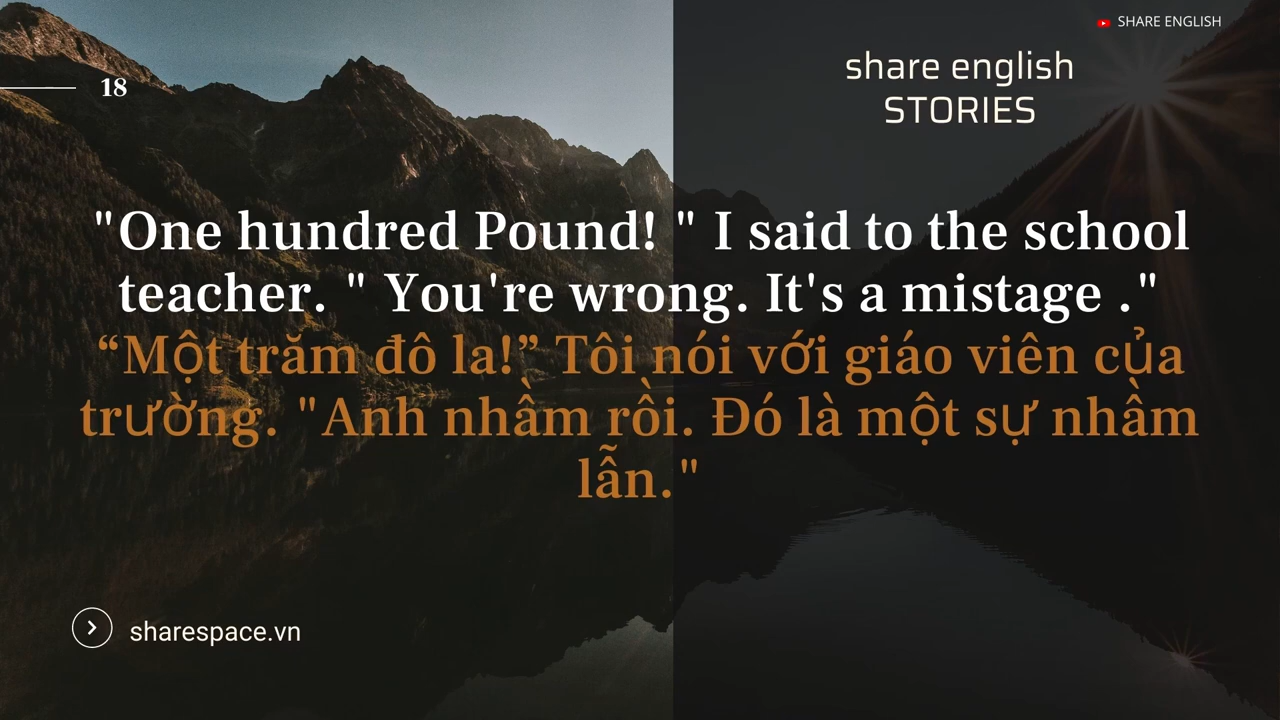 SHARE ENGLISH
share english
STORIES
18
"One hundred Pound! " I said to the school
teacher. " You're wrong. It's a mistage ."
“Một trăm đô la!” Tôi nói với giáo viên của
trường. "Anh nhầm rồi. Đó là một sự nhầm
lẫn."
sharespace.vn